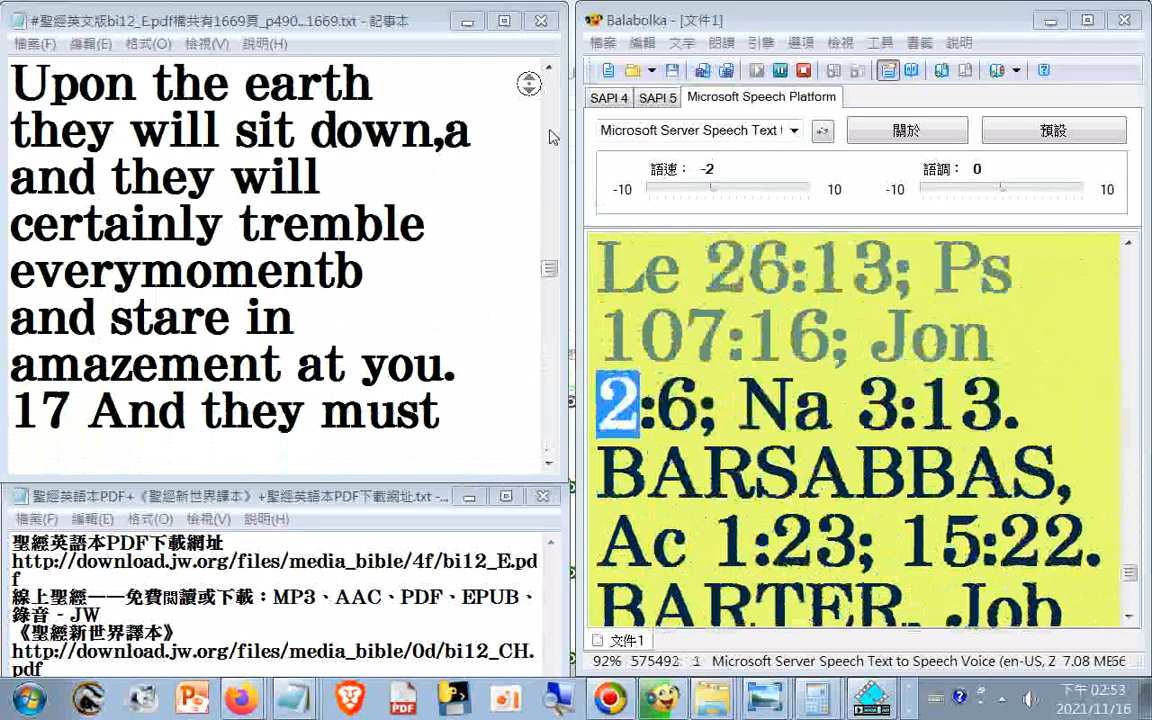 #聖經英文版bi12_E.pdf檔共有1669頁_p490...1669.txt - 記事本
檔案(F) 編輯(E) 格式(O) 檢視(V) 說明(H)
Upon the earth
they will sit down,a
and they will
certainly tremble
everymomentb
and stare in
amazement at you.
17 And they must
聖經英語本PDF+《聖經新世界譯本》+聖經英語本PDF下載網址.txt - ...
檔案(F) 編輯(E) 格式(O) 檢視(V) 說明(H)
聖經英語本PDF下載網址
http://download.jw.org/files/media_bible/4f/bi12_E.pd
f
線上聖經──免費閱讀或下載：MP3、AAC、PDF、EPUB、
錄音 - JW
《聖經新世界譯本》
http://download.jw.org/files/media_bible/0d/bi12_CH.
pdf
Balabolka - [文件1]
檔案 編輯 文字 朗讀 引擎 選項 檢視 工具 書籤 說明
SAPI 4 SAPI 5 Microsoft Speech Platform
Microsoft Server Speech Text 關於 預設
語速： -2 語調： 0
-10 10 -10 10
Le 26:13; Ps
107:16; Jon
2:6; Na 3:13.
BARSABBAS,
Ac 1:23; 15:22.
BARTER, Job
文件1
92% 575492: 1 Microsoft Server Speech Text to Speech Voice (en-US, Z 7.08 ME
下午 02:53
2021/11/16